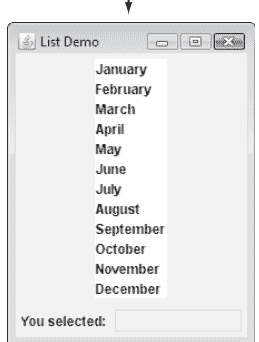 List Demo
January
February
March
April
May
June
July
August
September
October
November
December
You selected: